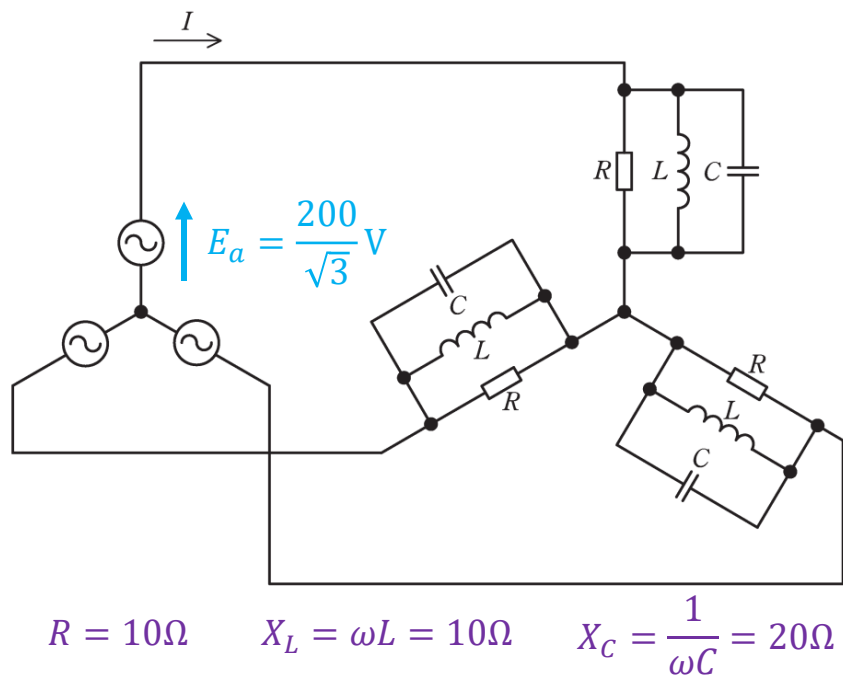 I
R L C
E_a = 200/√3 V
C
L
R
R
L
C
R = 10Ω X_L = ωL = 10Ω X_C = 1/ωC = 20Ω